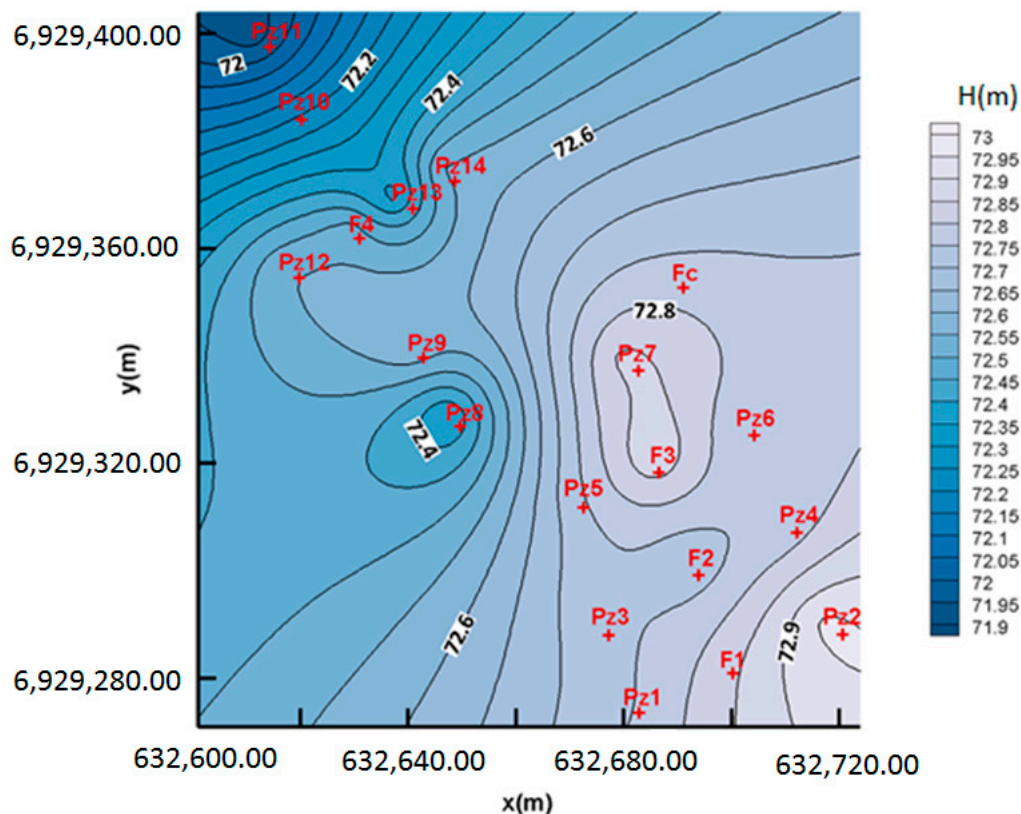 6,929,400.00
6,929,360.00
6,929,320.00
6,929,280.00
y(m)
632,600.00
632,640.00
632,680.00
632,720.00
x(m)
Pz11
72
72.2
Pz10
72.4
72.6
Pz14
Pz13
F4
Pz12
Fc
72.8
Pz9
Pz7
Pz8
72.4
Pz6
F3
Pz5
Pz4
F2
Pz3
72.6
72.9
Pz2
F1
Pz1
H(m)
73
72.95
72.9
72.85
72.8
72.75
72.7
72.65
72.6
72.55
72.5
72.45
72.4
72.35
72.3
72.25
72.2
72.15
72.1
72.05
72
71.95
71.9